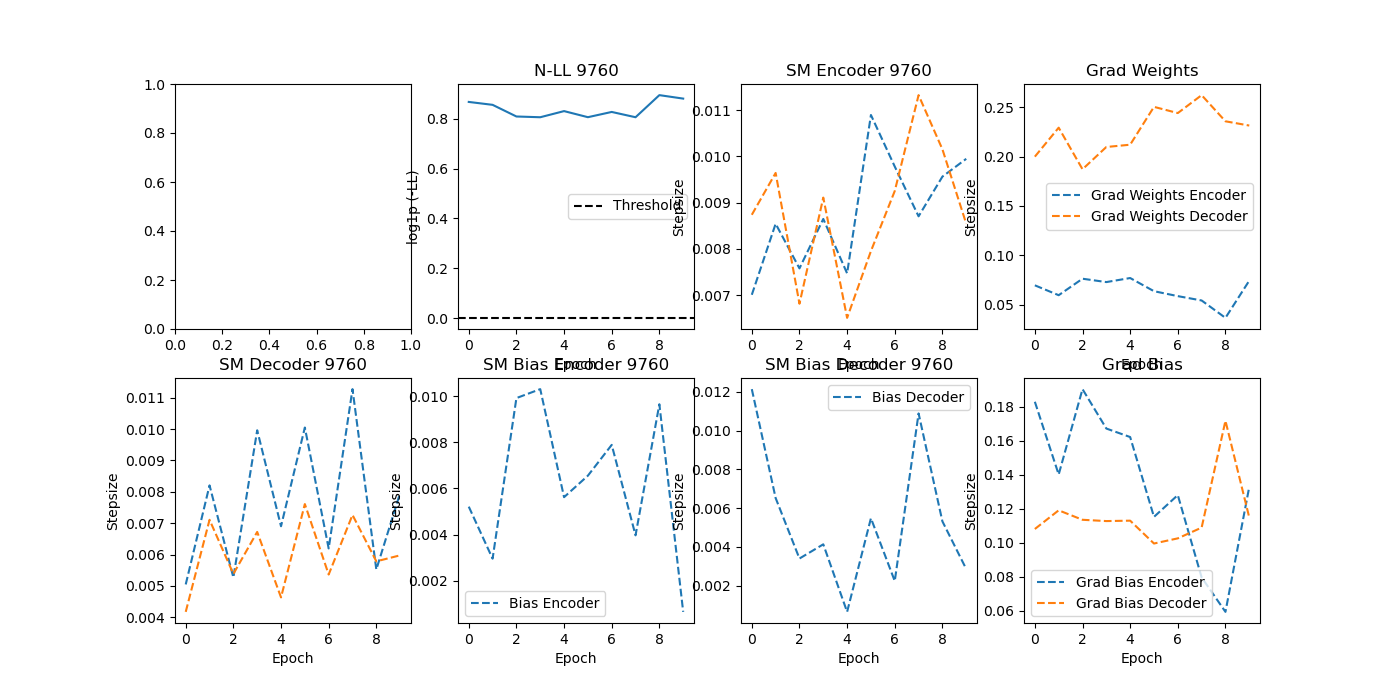 N-LL 9760
SM Encoder 9760
Grad Weights
1.0
0.8
0.6
0.4
0.2
0.0
0.0 0.2 0.4 0.6 0.8 1.0
log1p (-LL)
0.8
0.6
0.4
0.2
0.0
Threshold
0 2 4 6 8
Epoch
Stepsize
0.011
0.010
0.009
0.008
0.007
0 2 4 6 8
Epoch
Stepsize
0.25
0.20
0.15
0.10
0.05
Grad Weights Encoder
Grad Weights Decoder
0 2 4 6 8
Epoch
SM Decoder 9760
SM Bias Encoder 9760
SM Bias Decoder 9760
Grad Bias
Stepsize
0.011
0.010
0.009
0.008
0.007
0.006
0.005
0.004
0 2 4 6 8
Epoch
Stepsize
0.010
0.008
0.006
0.004
0.002
Bias Encoder
0 2 4 6 8
Epoch
Stepsize
0.012
0.010
0.008
0.006
0.004
0.002
Bias Decoder
0 2 4 6 8
Epoch
Stepsize
0.18
0.16
0.14
0.12
0.10
0.08
0.06
Grad Bias Encoder
Grad Bias Decoder
0 2 4 6 8
Epoch